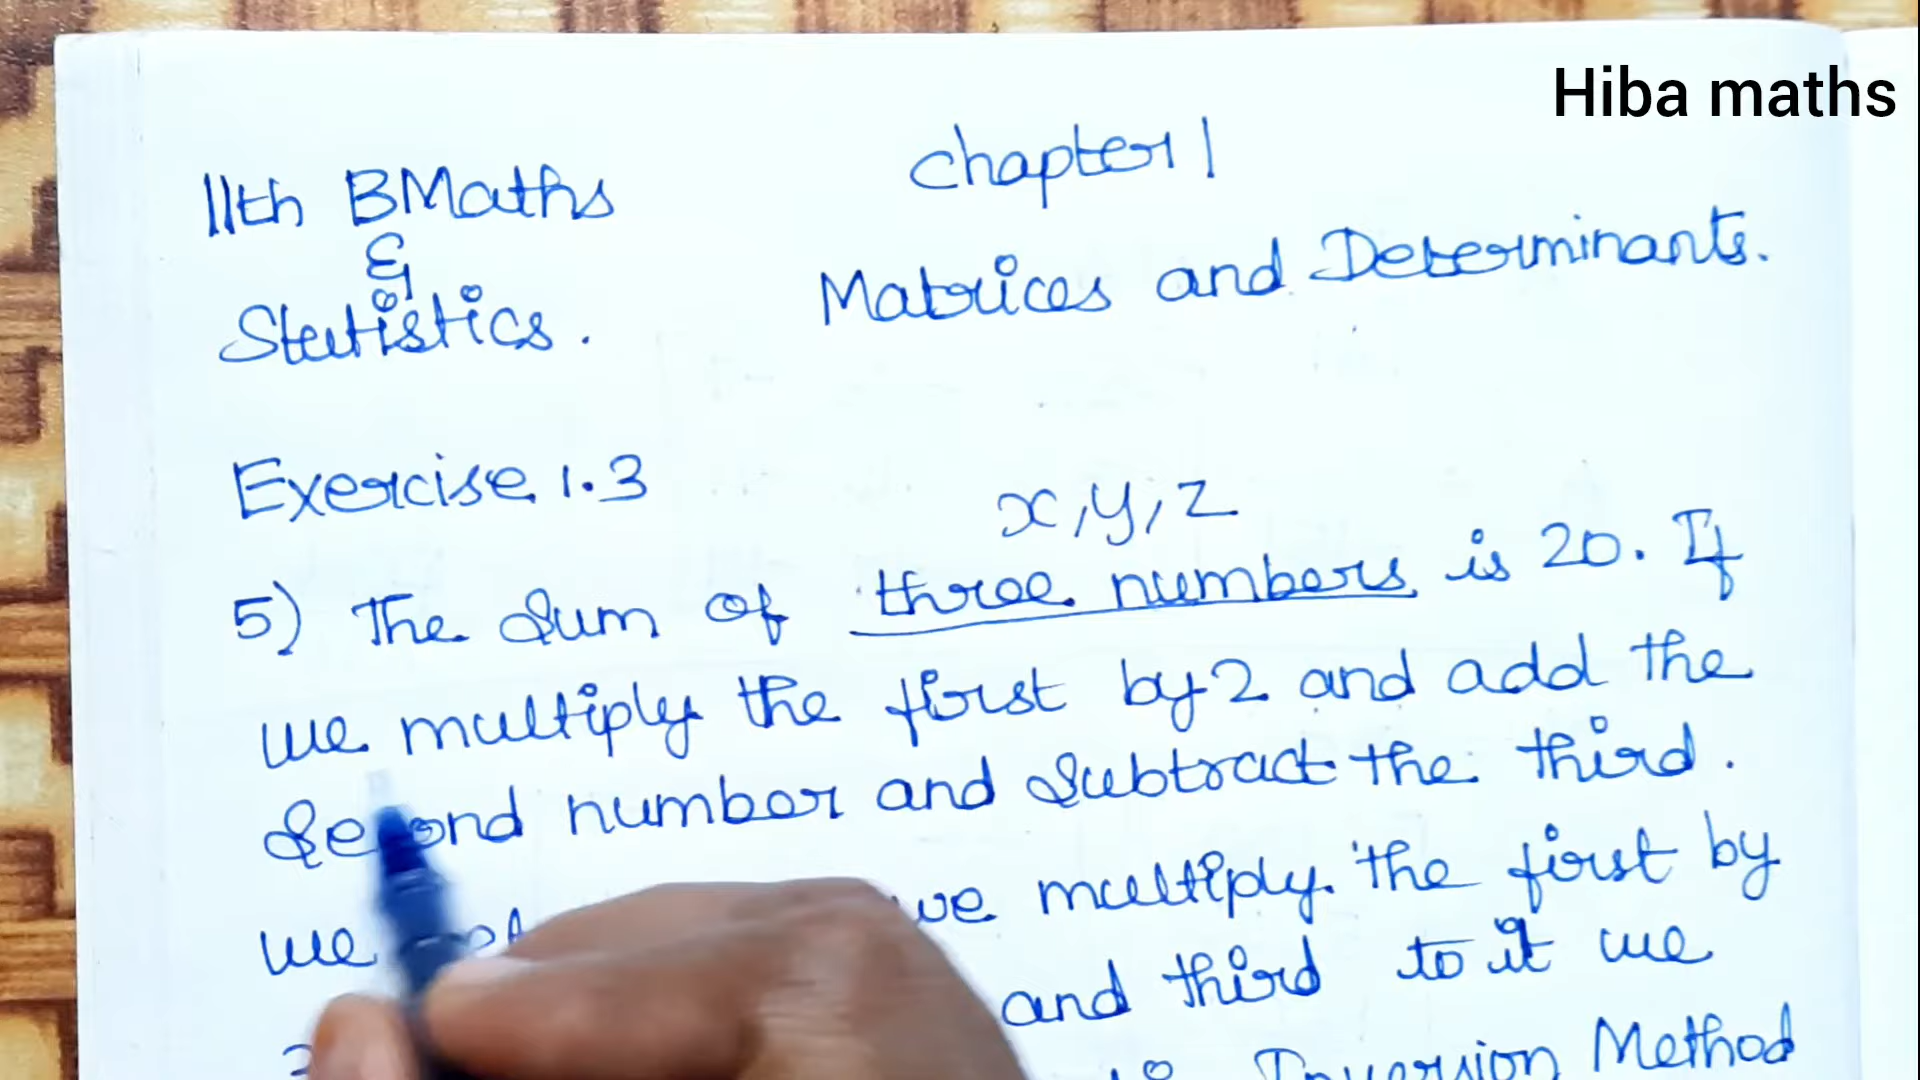 Hiba maths
11th BMaths
&
Statistics.
Chapter 1
Matrices and Determinants.
Exercise 1.3
x, y, z
5) The Sum of three numbers is 20. If
we multiply the first by 2 and add the
Second number and Subtract the third.
we we multiply the first by
and third to it we
Inversion Method